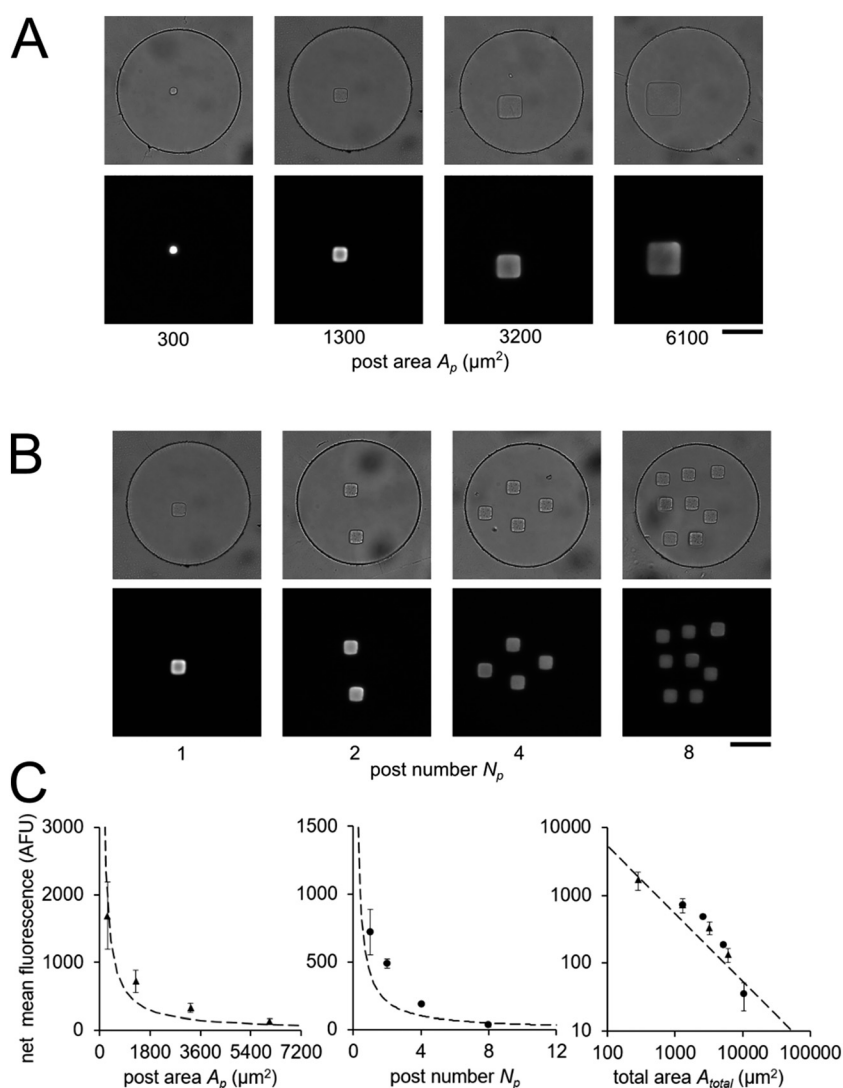 A
300 1300 3200 6100
post area Ap (µm²)
B
1 2 4 8
post number Np
C
net mean fluorescence (AFU)
3000
2000
1000
0
0 1800 3600 5400 7200
post area Ap (µm²)
1500
1000
500
0
0 4 8 12
post number Np
10000
1000
100
10
100 1000 10000 100000
total area Atotal(µm²)